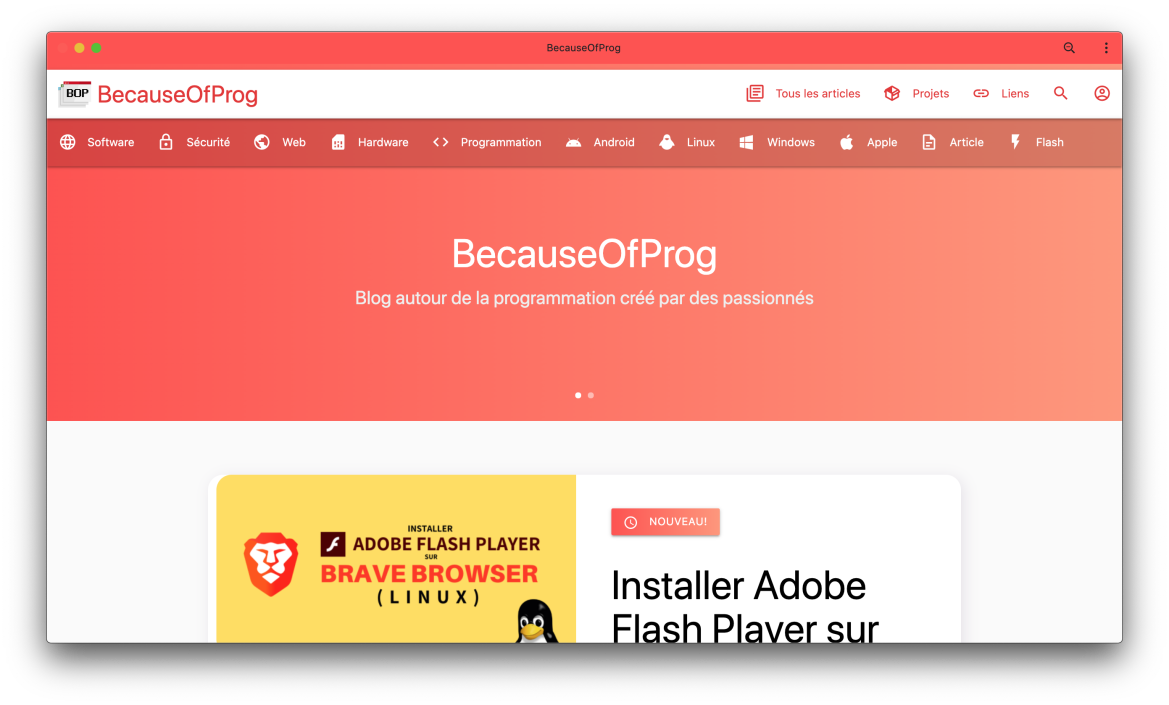 BecauseOfProg
BOP BecauseOfProg
Tous les articles Projets Liens
Software Sécurité Web Hardware Programmation Android Linux Windows Apple Article Flash
BecauseOfProg
Blog autour de la programmation créé par des passionnés
INSTALLER
ADOBE FLASH PLAYER
SUR
BRAVE BROWSER
(LINUX)
NOUVEAU!
Installer Adobe
Flash Player sur